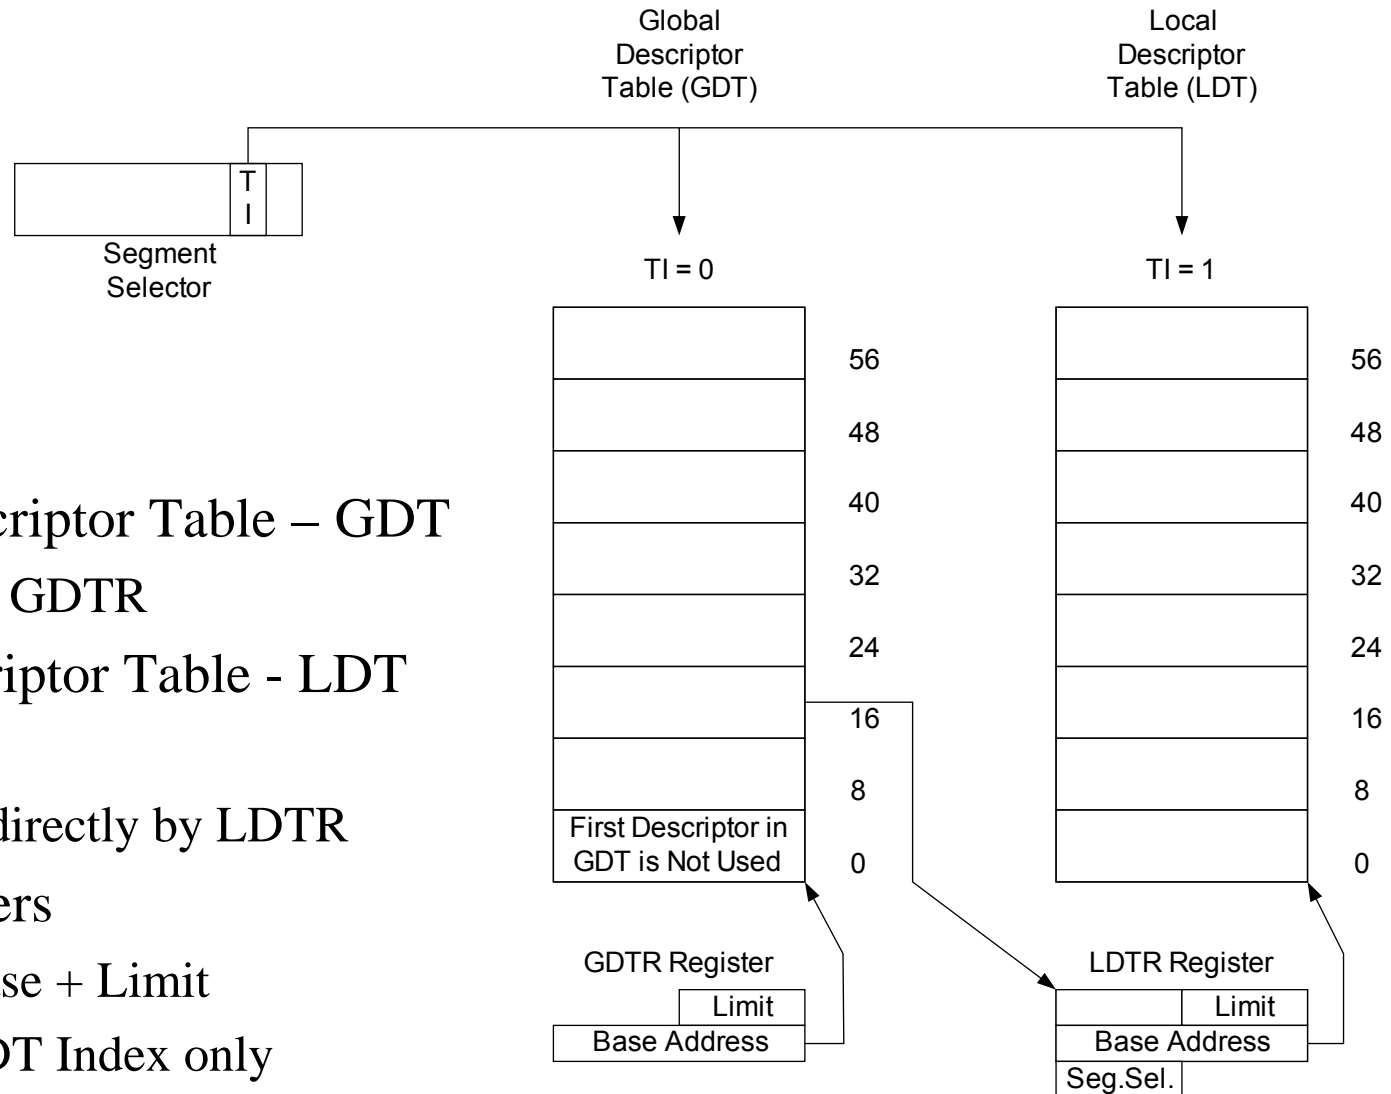 Global
Descriptor
Table (GDT)
Local
Descriptor
Table (LDT)
T
I
Segment
Selector
TI = 0
TI = 1
56
48
40
32
24
16
8
First Descriptor in
GDT is Not Used
0
56
48
40
32
24
16
8
0
criptor Table – GDT
GDTR
riptor Table - LDT
directly by LDTR
ers
se + Limit
DT Index only
GDTR Register
Limit
Base Address
LDTR Register
Limit
Base Address
Seg.Sel.